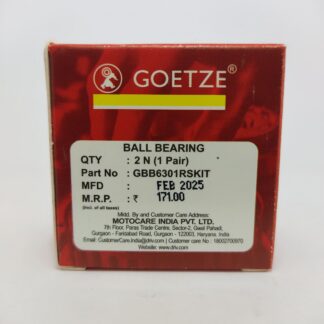 GOETZE®
BALL BEARING
QTY : 2 N (1 Pair)
Part No : GBB6301RSKIT
MFD : FEB 2025
M.R.P. : ₹ 171.00
(Incl. of all taxes)
Mktd. By and Customer Care Address:
MOTOCARE INDIA PVT. LTD.
7th Floor, Paras Trade Centre, Sector-2, Gwal Pahadi,
Gurgaon - Faridabad Road, Gurgaon - 122003, Haryana. India
Email : CustomerCare.India@driv.com | Customer Care no : 18002700970
Website: www.driv.com